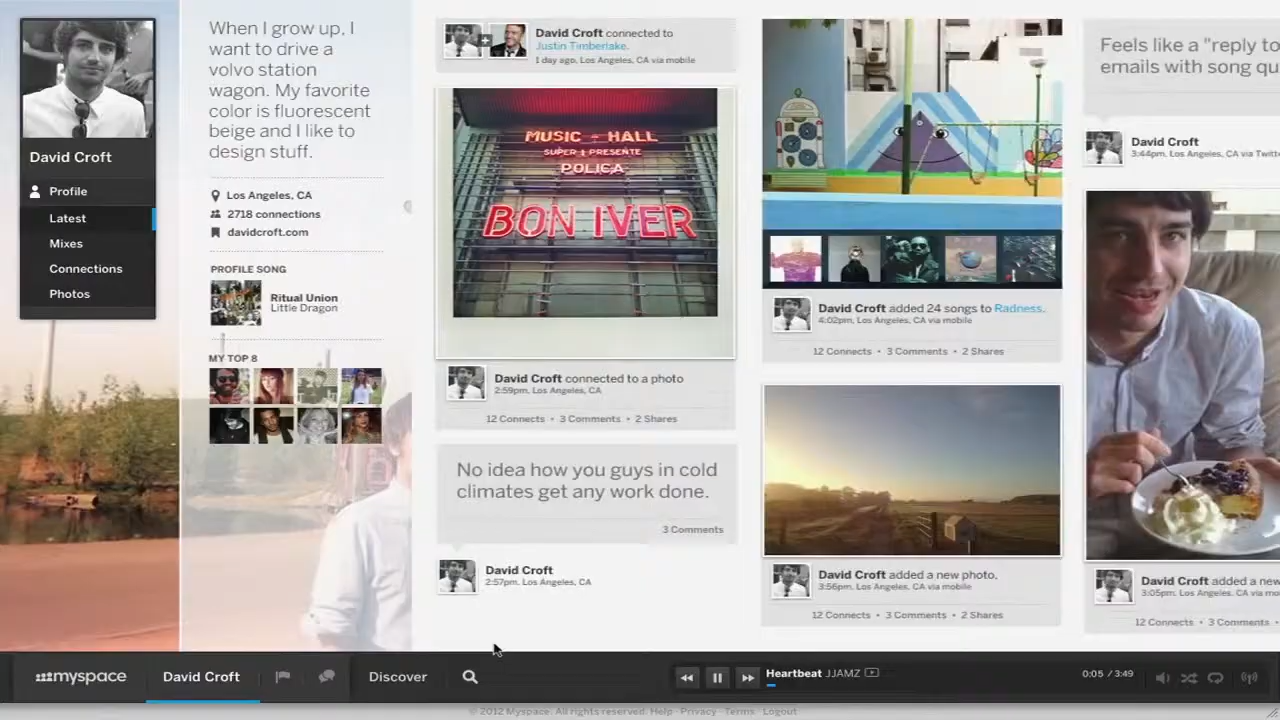 David Croft
Profile
Latest
Mixes
Connections
Photos
When I grow up, I
want to drive a
volvo station
wagon. My favorite
color is fluorescent
beige and I like to
design stuff.
Los Angeles, CA
2718 connections
davidcroft.com
PROFILE SONG
Ritual Union
Little Dragon
MY TOP 8
David Croft connected to
Justin Timberlake.
1 day ago, Los Angeles, CA via mobile
MUSIC - HALL
SUPER ! PRESENTE
POLICA
BON IVER
David Croft connected to a photo
2:59pm. Los Angeles, CA
12 Connects • 3 Comments • 2 Shares
No idea how you guys in cold
climates get any work done.
3 Comments
David Croft
2:57pm. Los Angeles, CA
David Croft added 24 songs to Radness.
4:02pm, Los Angeles, CA via mobile
12 Connects • 3 Comments • 2 Shares
David Croft added a new photo,
3:56pm, Los Angeles, CA via mobile
12 Connects • 3 Comments • 2 Shares
Feels like a "reply to
emails with song qu
David Croft
3:44pm, Los Angeles, CA via Twitte
David Croft added a new
3:05pm, Los Angeles, CA via mo
12 Connects • 3 Comments •
myspace David Croft Discover
Heartbeat JJAMZ 0:05 / 3:49
© 2012 Myspace. All rights reserved. Help · Privacy · Terms · Logout